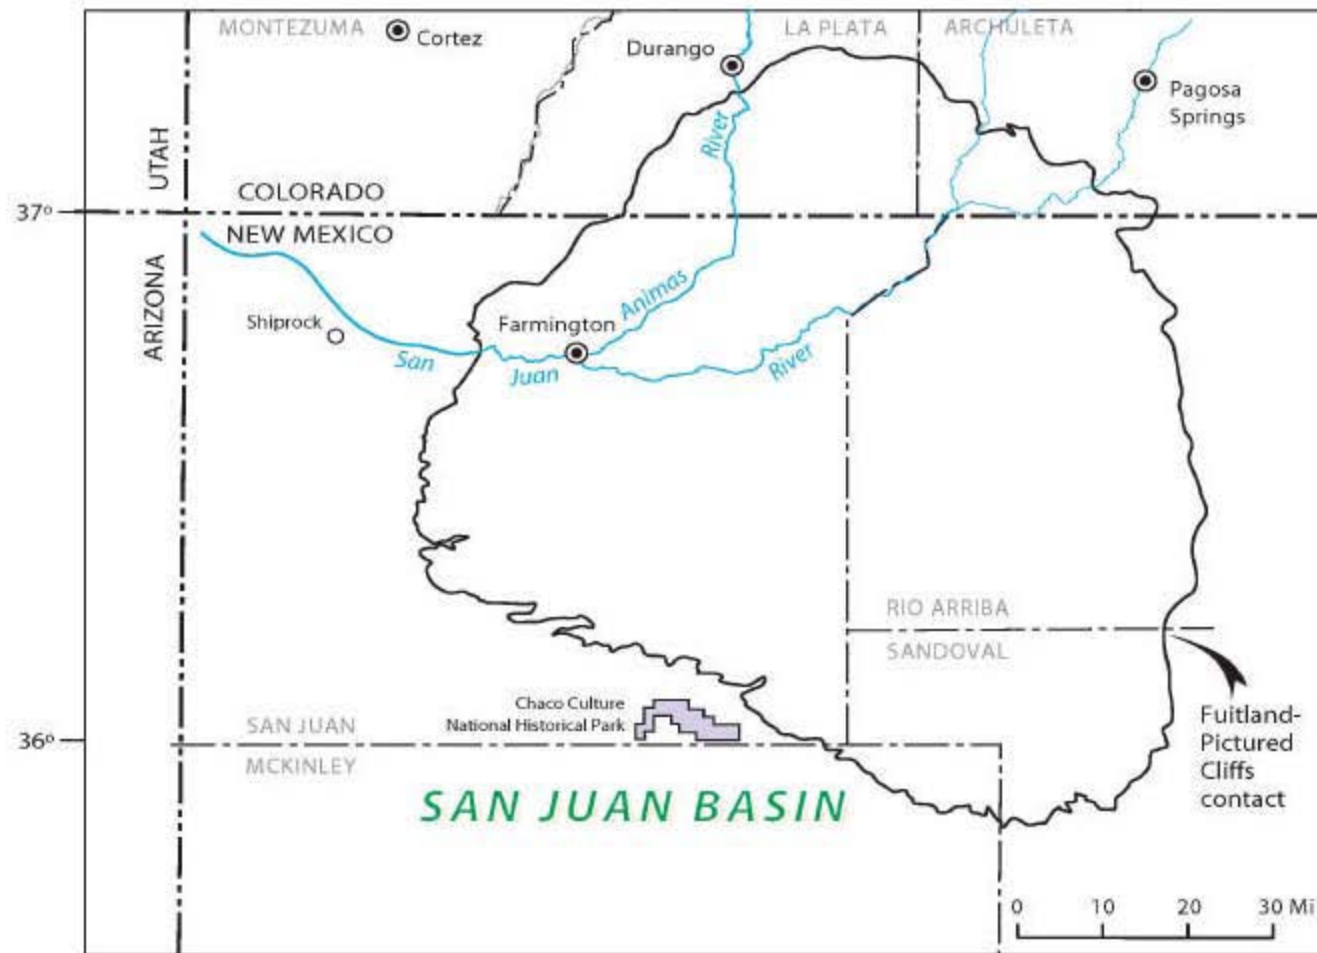 MONTEZUMA
Cortez
Durango
LA PLATA
ARCHULETA
Pagosa
Springs
UTAH
COLORADO
River
37º
NEW MEXICO
ARIZONA
Shiprock
Farmington
Animas
San
Juan
River
RIO ARRIBA
SANDOVAL
Chaco Culture
National Historical Park
SAN JUAN
36º
MCKINLEY
Fuitland-
Pictured
Cliffs
contact
SAN JUAN BASIN
0 10 20 30 Mi